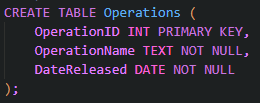 CREATE TABLE Operations (
    OperationID INT PRIMARY KEY,
    OperationName TEXT NOT NULL,
    DateReleased DATE NOT NULL
);